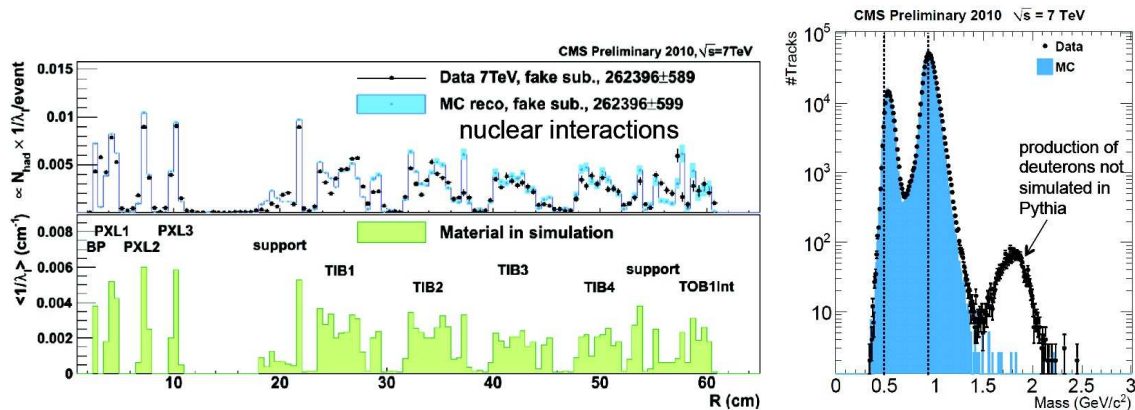 CMS Preliminary 2010, √s=7TeV
∝ N_had × 1/λ_I/event
0.015
0.01
0.005
0
Data 7TeV, fake sub., 262396±589
MC reco, fake sub., 262396±599
nuclear interactions
<1/λ_I> (cm⁻¹)
0.008
0.006
0.004
0.002
0
BP
PXL1
PXL2
PXL3
support
Material in simulation
TIB1
TIB2
TIB3
TIB4
support
TOB1Int
10 20 30 40 50 60
R (cm)
CMS Preliminary 2010 √s = 7 TeV
#Tracks
10⁵
10⁴
10³
10²
10
Data
MC
production of
deuterons not
simulated in
Pythia
0 0.5 1 1.5 2 2.5 3
Mass (GeV/c²)